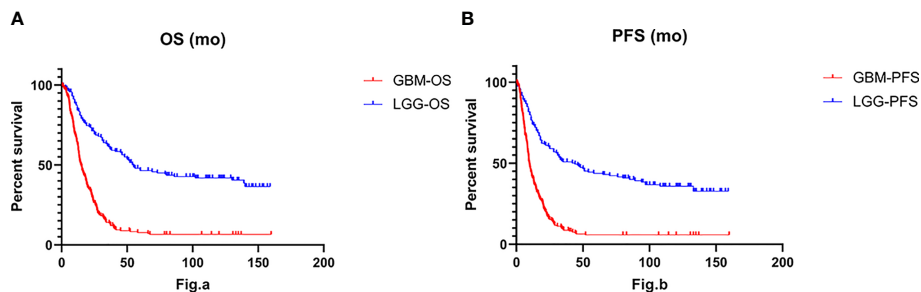 A
OS (mo)
100
50
0
Percent survival
0 50 100 150 200
Fig.a
GBM-OS
LGG-OS
B
PFS (mo)
100
50
0
Percent survival
0 50 100 150 200
Fig.b
GBM-PFS
LGG-PFS